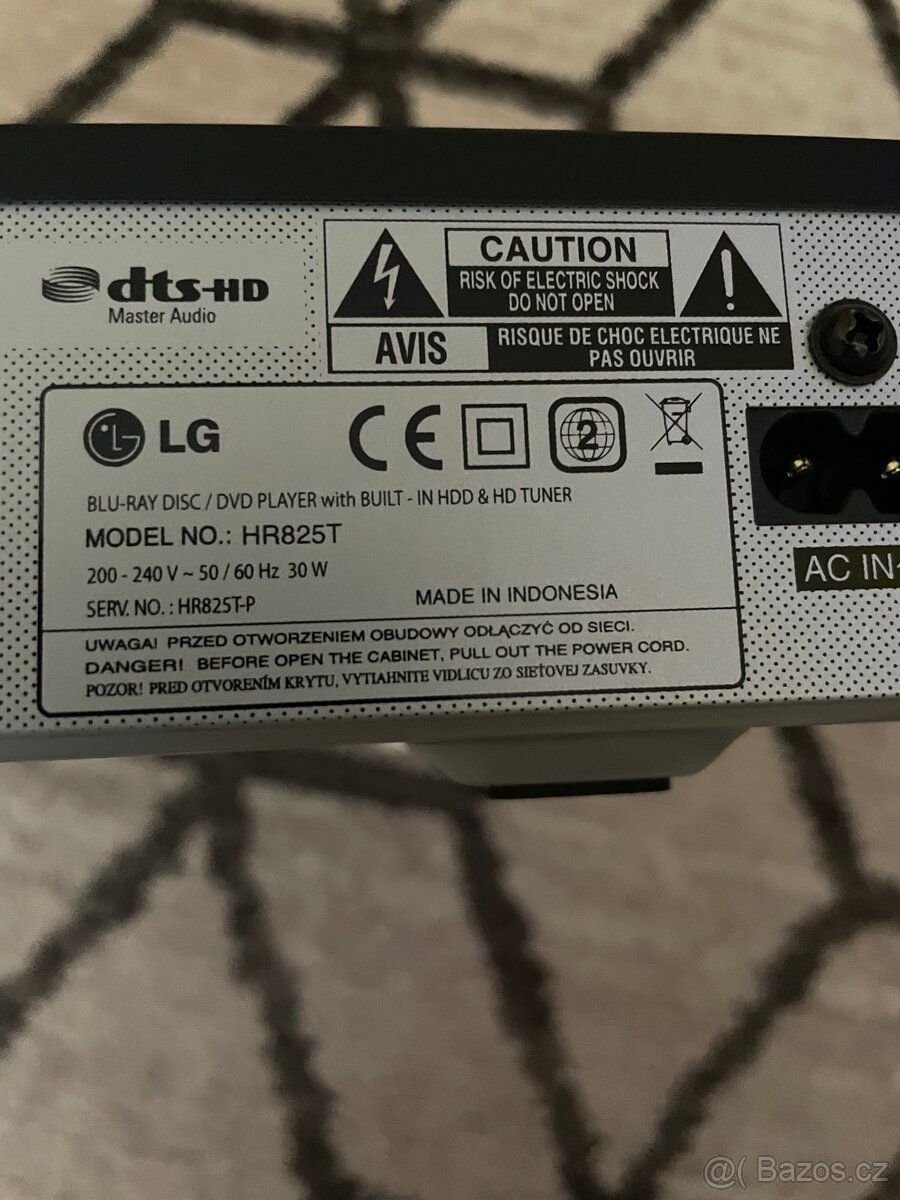 dts-HD
Master Audio
CAUTION
RISK OF ELECTRIC SHOCK
DO NOT OPEN
AVIS
RISQUE DE CHOC ELECTRIQUE NE
PAS OUVRIR
LG
CE
2
BLU-RAY DISC / DVD PLAYER with BUILT - IN HDD & HD TUNER
MODEL NO.: HR825T
200 - 240 V ~ 50 / 60 Hz 30 W
SERV. NO. : HR825T-P
MADE IN INDONESIA
UWAGA! PRZED OTWORZENIEM OBUDOWY ODŁĄCZYĆ OD SIECI.
DANGER! BEFORE OPEN THE CABINET, PULL OUT THE POWER CORD.
POZOR! PRED OTVORENÍM KRYTU, VYTIAHNITE VIDLICU ZO SIEŤOVEJ ZASUVKY.
AC IN~
@( Bazos.cz